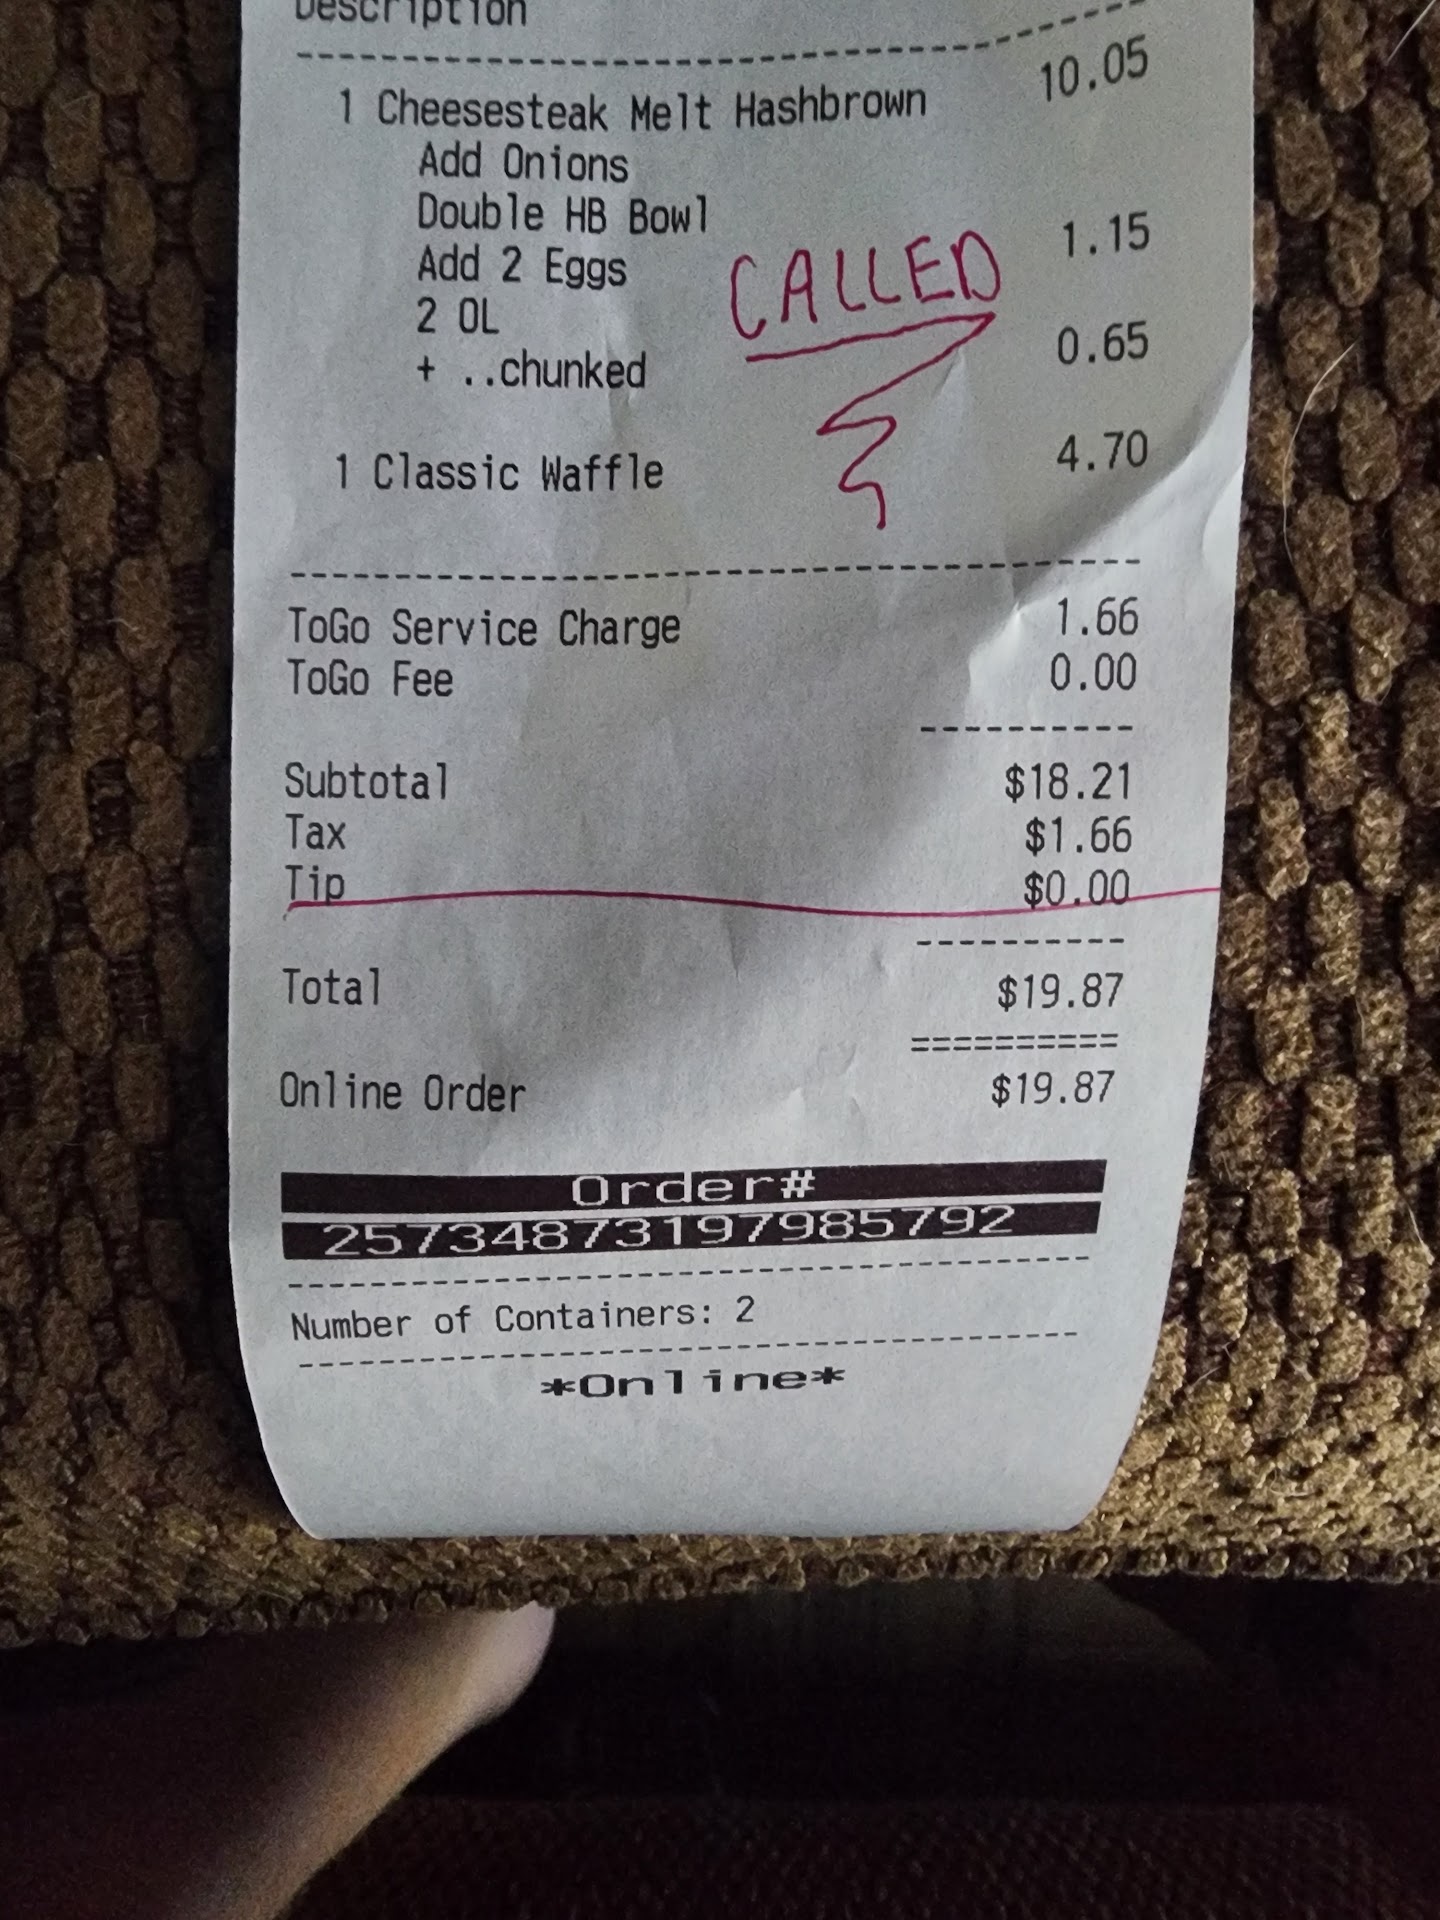 Description
1 Cheesesteak Melt Hashbrown 10.05
Add Onions
Double HB Bowl
Add 2 Eggs 1.15
2 OL
+ ..chunked 0.65
CALLED
1 Classic Waffle 4.70
ToGo Service Charge 1.66
ToGo Fee 0.00
Subtotal $18.21
Tax $1.66
Tip $0.00
Total $19.87
Online Order $19.87
Order#
257348731979985792
Number of Containers: 2
*Online*